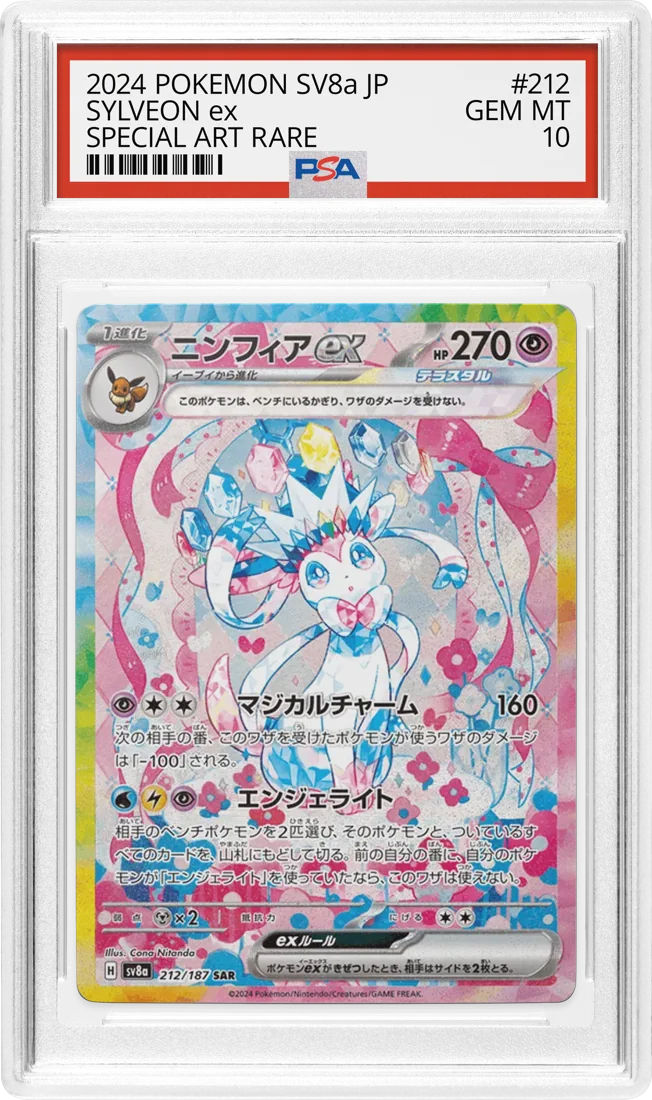 2024 POKEMON SV8a JP #212
SYLVEON ex GEM MT
SPECIAL ART RARE 10
PSA
1進化 ニンフィアex HP270
イーブイから進化 テラスタル
このポケモンは、ベンチにいるかぎり、ワザのダメージを受けない。
マジカルチャーム 160
次の相手の番、このワザを受けたポケモンが使うワザのダメージ
は「-100」される。
エンジェライト
相手のベンチポケモンを2匹選び、そのポケモンと、ついているす
べてのカードを、山札にもどして切る。前の自分の番に、自分のポケ
モンが「エンジェライト」を使っていたなら、このワザは使えない。
弱点 ×2 抵抗力 にげる
exルール
ポケモンexがきぜつしたとき、相手はサイドを2枚とる。
Illus. Cona Nitanda
H sv8a 212/187 SAR
©2024 Pokémon/Nintendo/Creatures/GAME FREAK.